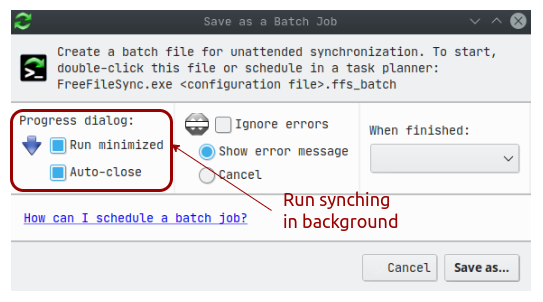 Save as a Batch Job
Create a batch file for unattended synchronization. To start,
double-click this file or schedule in a task planner:
FreeFileSync.exe <configuration file>.ffs_batch
Progress dialog:
Run minimized
Auto-close
Ignore errors
Show error message
Cancel
When finished:
Run synching
in background
How can I schedule a batch job?
Cancel
Save as...